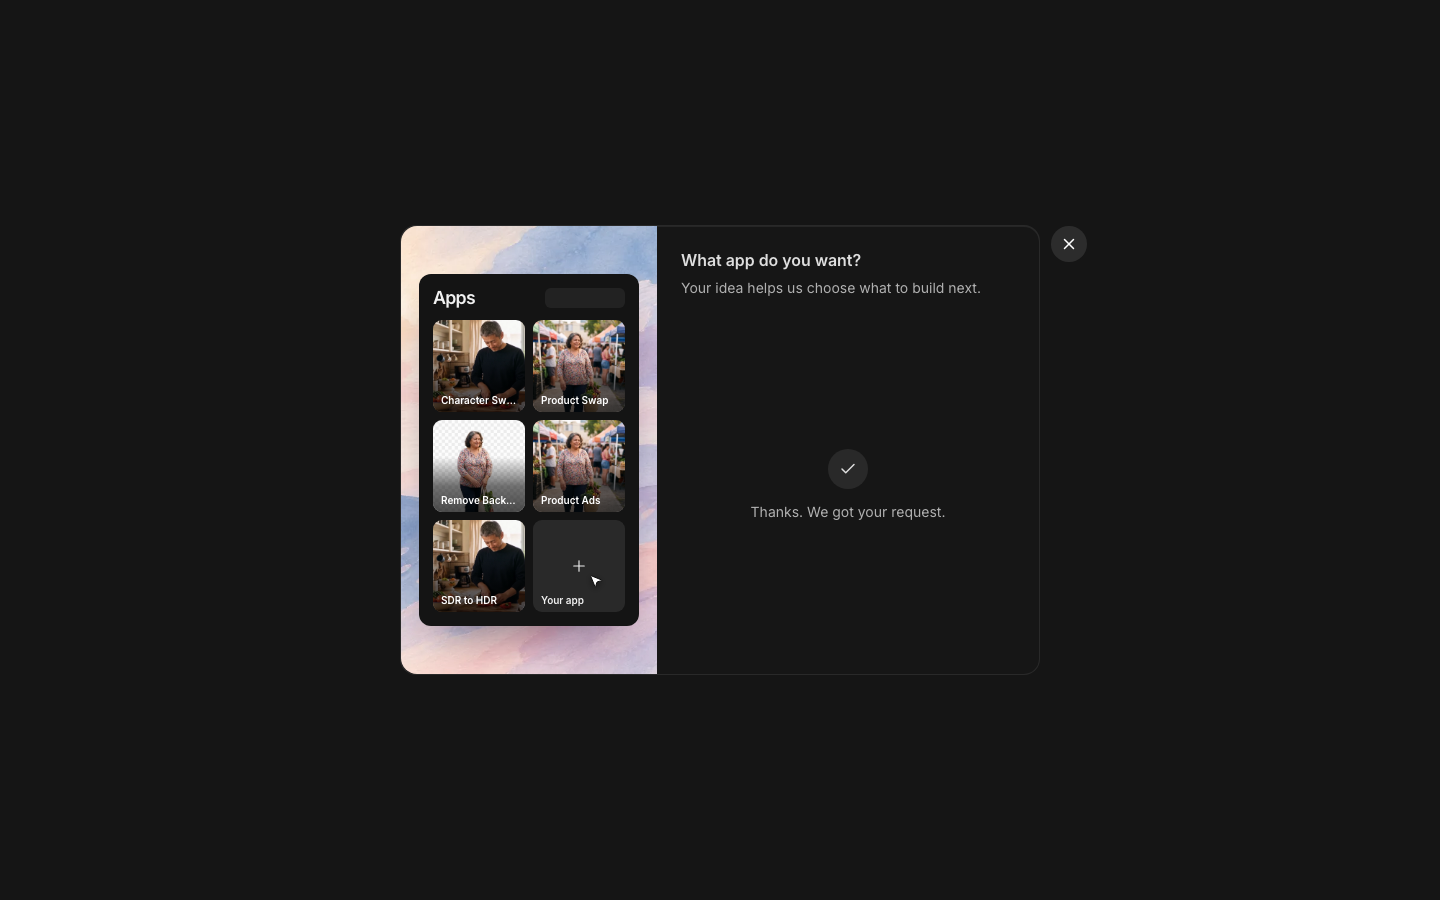 Apps
Character Sw...
Product Swap
Remove Back...
Product Ads
SDR to HDR
Your app
What app do you want?
Your idea helps us choose what to build next.
Thanks. We got your request.